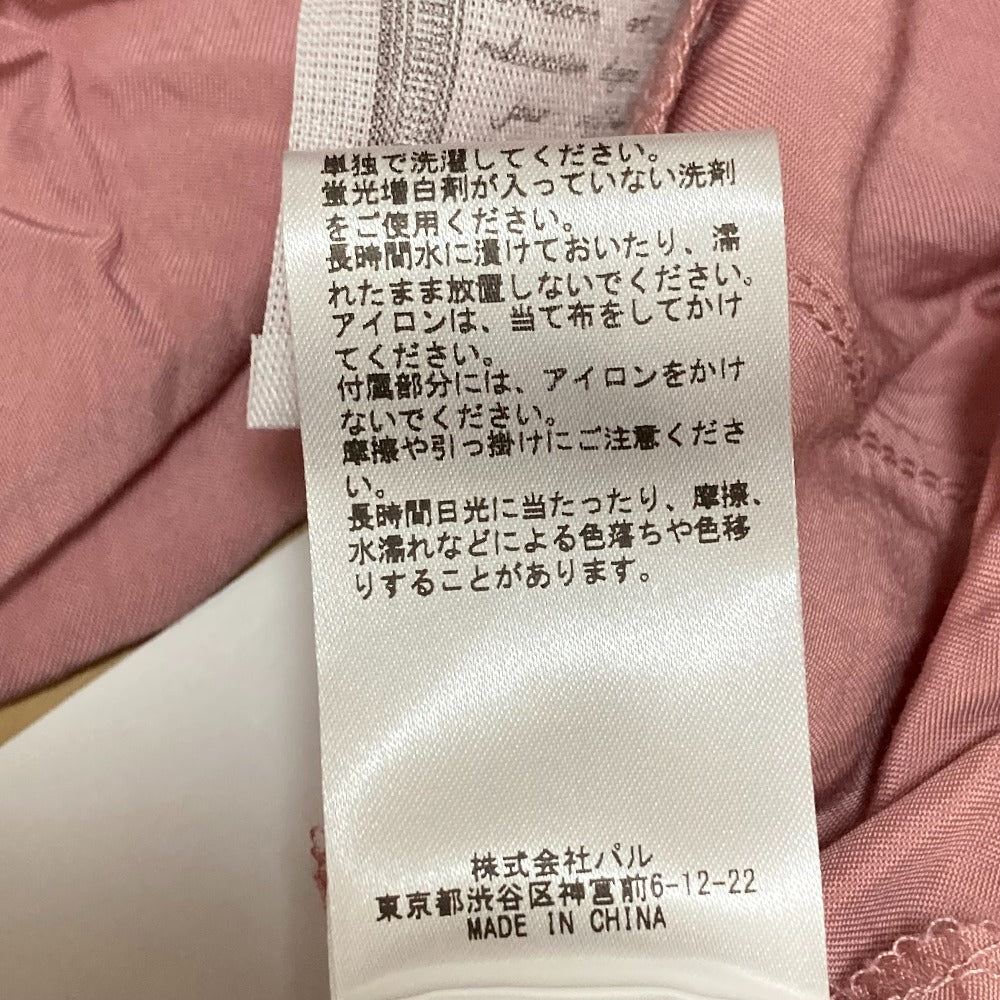 et
pour
単独で洗濯してください。
蛍光増白剤が入っていない洗剤
をご使用ください。
長時間水に漬けておいたり、濡
れたまま放置しないでください。
アイロンは、当て布をしてかけ
てください。
付属部分には、アイロンをかけ
ないでください。
摩擦や引っ掛けにご注意くださ
い。
長時間日光に当たったり、摩擦、
水濡れなどによる色落ちや色移
りすることがあります。
株式会社パル
東京都渋谷区神宮前6-12-22
MADE IN CHINA